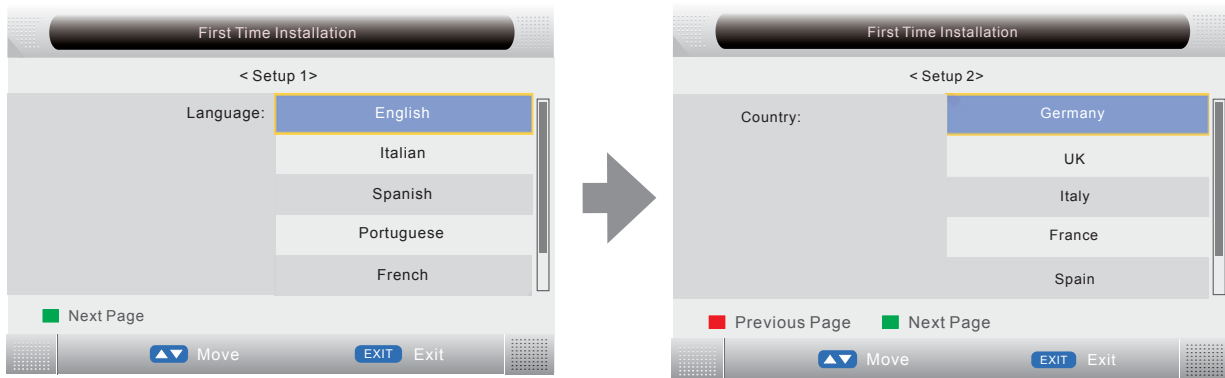 First Time Installation
< Setup 1>
Language:
English
Italian
Spanish
Portuguese
French
Next Page
Move
EXIT Exit
First Time Installation
< Setup 2>
Country:
Germany
UK
Italy
France
Spain
Previous Page Next Page
Move
EXIT Exit